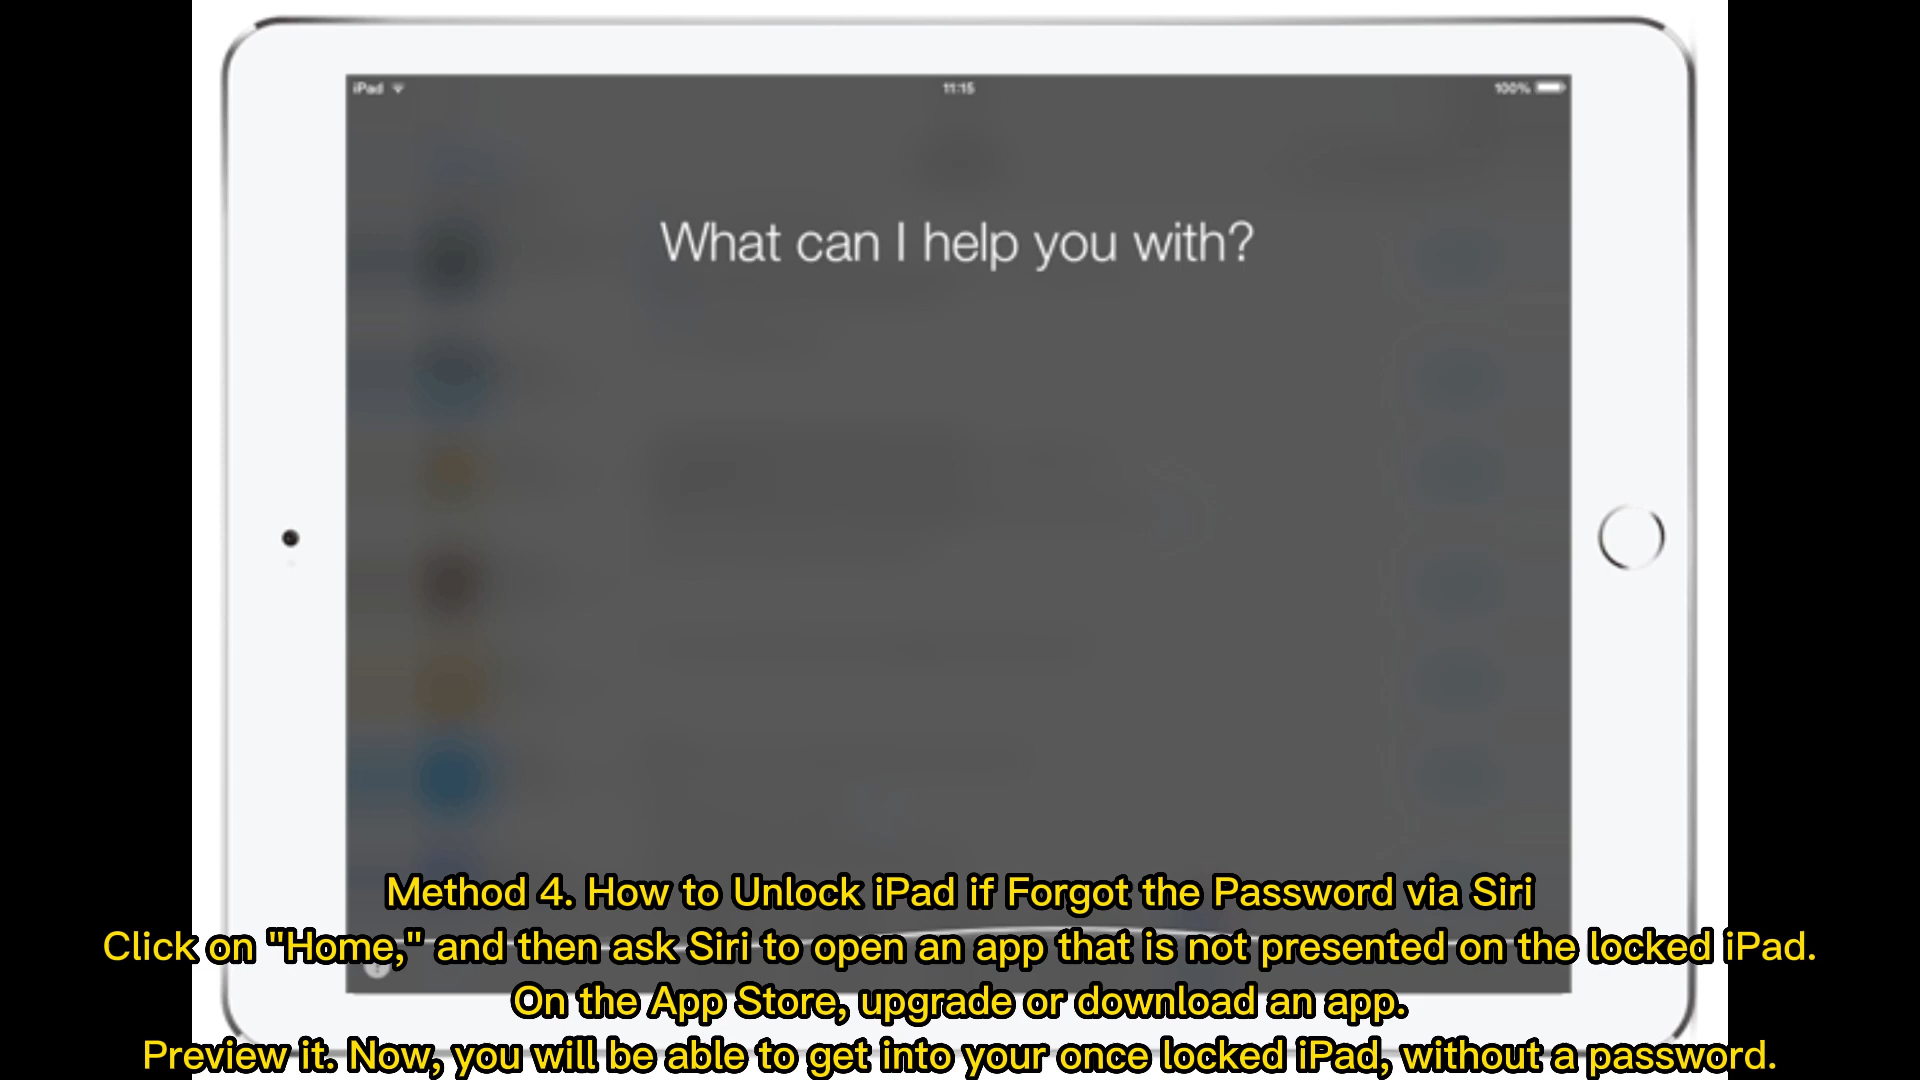 iPad
11:15
100%
What can I help you with?
Method 4. How to Unlock iPad if Forgot the Password via Siri
Click on "Home," and then ask Siri to open an app that is not presented on the locked iPad.
On the App Store, upgrade or download an app.
Preview it. Now, you will be able to get into your once locked iPad, without a password.